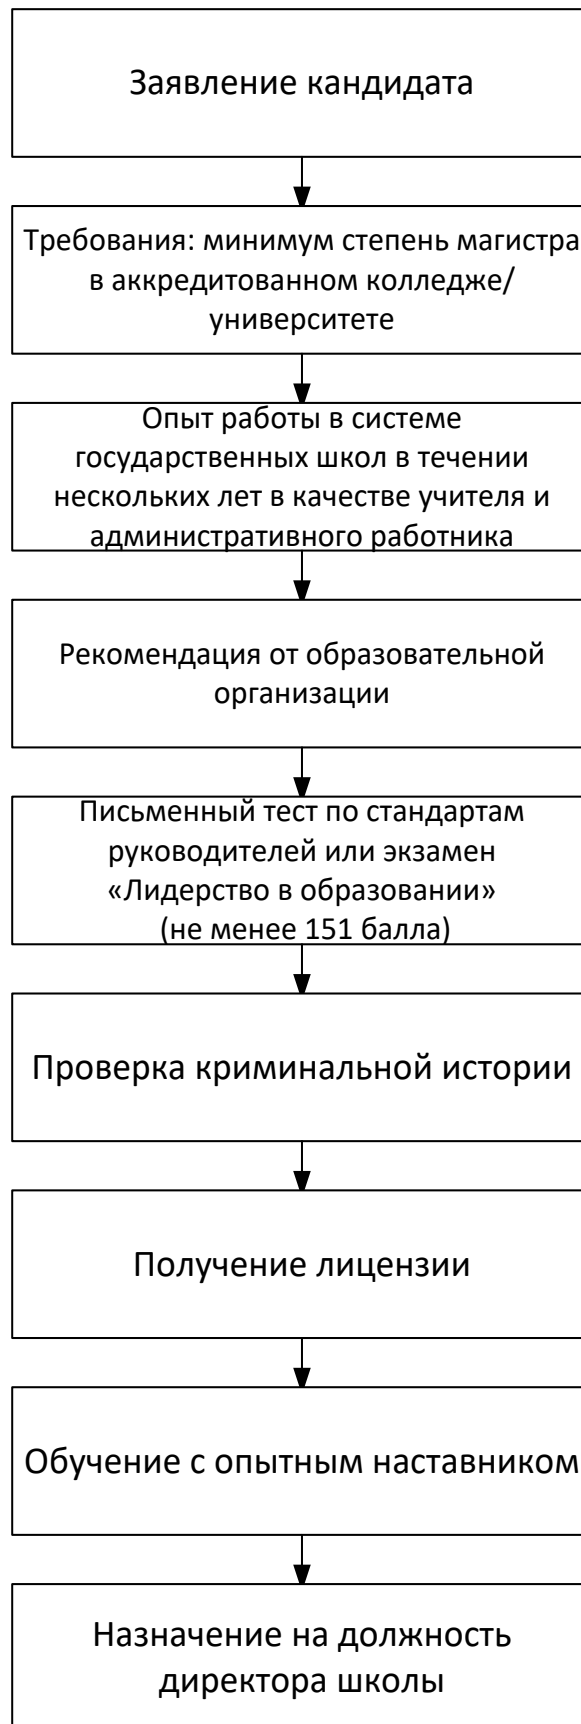 Заявление кандидата
Требования: минимум степень магистра
в аккредитованном колледже/
университете
Опыт работы в системе
государственных школ в течении
нескольких лет в качестве учителя и
административного работника
Рекомендация от образовательной
организации
Письменный тест по стандартам
руководителей или экзамен
«Лидерство в образовании»
(не менее 151 балла)
Проверка криминальной истории
Получение лицензии
Обучение с опытным наставником
Назначение на должность
директора школы